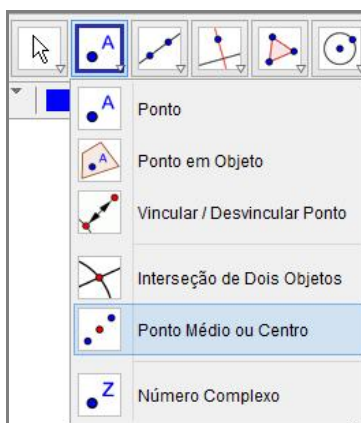 A
A
Ponto
A
Ponto em Objeto
Vincular / Desvincular Ponto
Interseção de Dois Objetos
Ponto Médio ou Centro
Z
Número Complexo